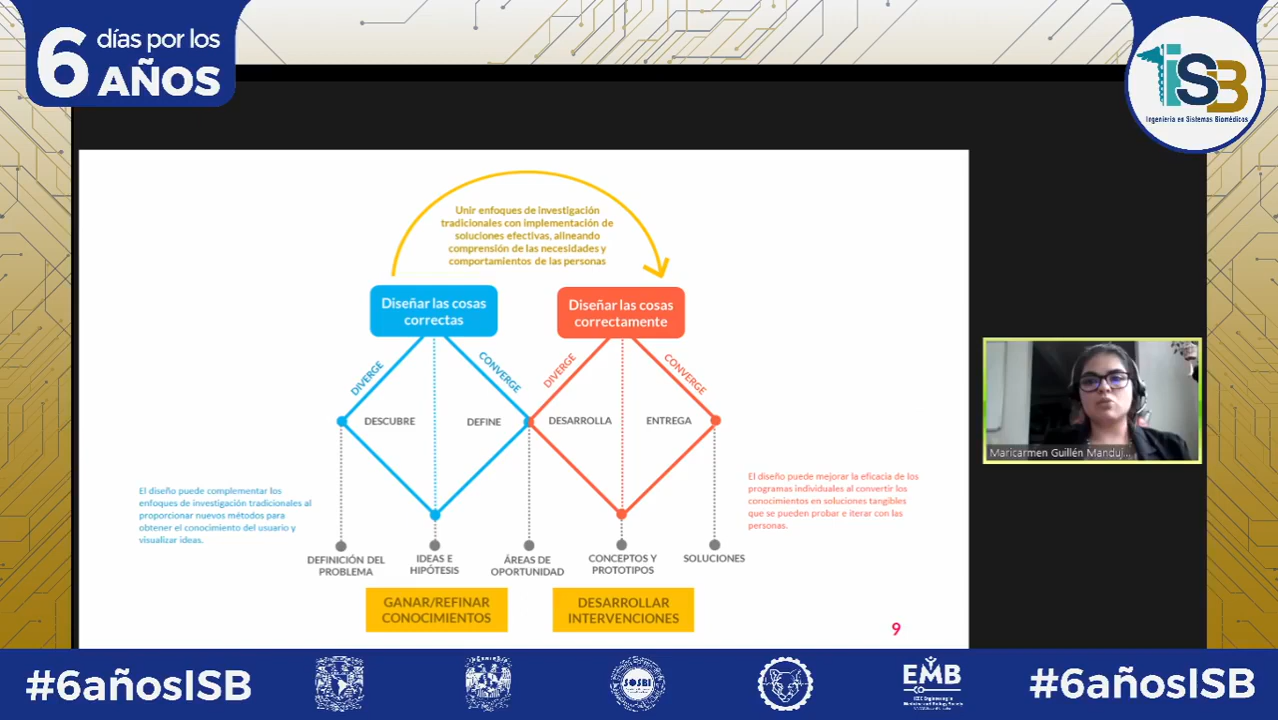 6 días por los
AÑOS
iSB
Ingeniería en Sistemas Biomédicos
Unir enfoques de investigación
tradicionales con implementación de
soluciones efectivas, alineando
comprensión de las necesidades y
comportamientos de las personas
Diseñar las cosas
correctas
Diseñar las cosas
correctamente
DIVERGE
CONVERGE
DIVERGE
CONVERGE
DESCUBRE
DEFINE
DESARROLLA
ENTREGA
Maricarmen Guillén Manduj...
El diseño puede complementar los
enfoques de investigación tradicionales al
proporcionar nuevos métodos para
obtener el conocimiento del usuario y
visualizar ideas.
El diseño puede mejorar la eficacia de los
programas individuales al convertir los
conocimientos en soluciones tangibles
que se pueden probar e iterar con las
personas.
DEFINICIÓN DEL
PROBLEMA
IDEAS E
HIPÓTESIS
ÁREAS DE
OPORTUNIDAD
CONCEPTOS Y
PROTOTIPOS
SOLUCIONES
GANAR/REFINAR
CONOCIMIENTOS
DESARROLLAR
INTERVENCIONES
9
#6añosISB
SOSBI
EMB
#6añosISB